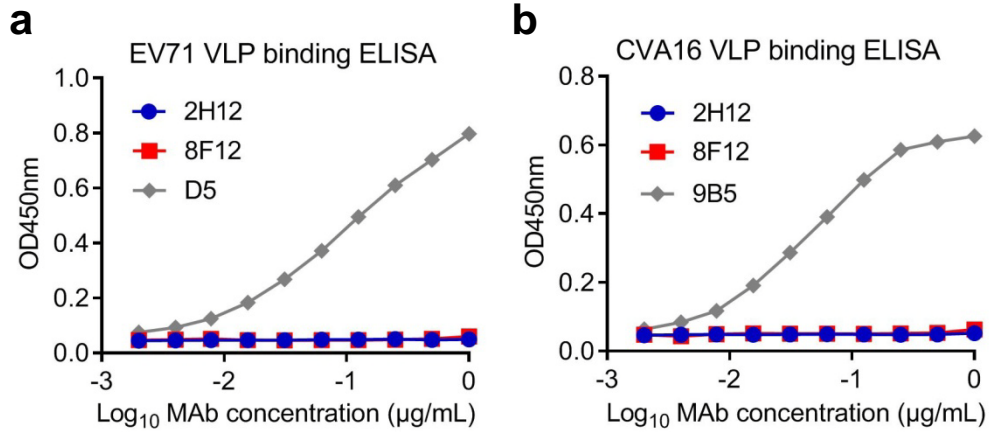 a
EV71 VLP binding ELISA
1.0
0.8
0.6
0.4
0.2
0.0
OD450nm
2H12
8F12
D5
-3
-2
-1
0
Log₁₀ MAb concentration (μg/mL)
b
CVA16 VLP binding ELISA
0.8
0.6
0.4
0.2
0.0
OD450nm
2H12
8F12
9B5
-3
-2
-1
0
Log₁₀ MAb concentration (μg/mL)